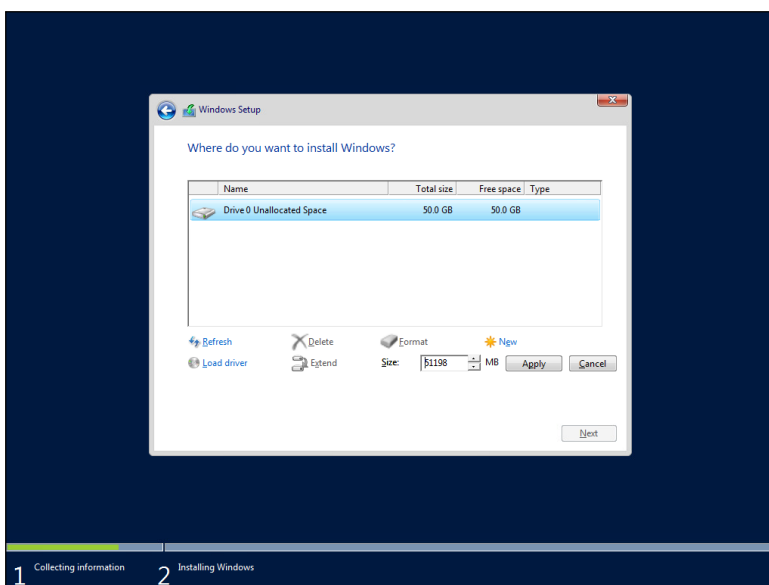 Windows Setup
Where do you want to install Windows?
Name Total size Free space Type
Drive 0 Unallocated Space 50.0 GB 50.0 GB
Refresh Delete Format New
Load driver Extend Size: 51198 MB Apply Cancel
Next
1 Collecting information 2 Installing Windows